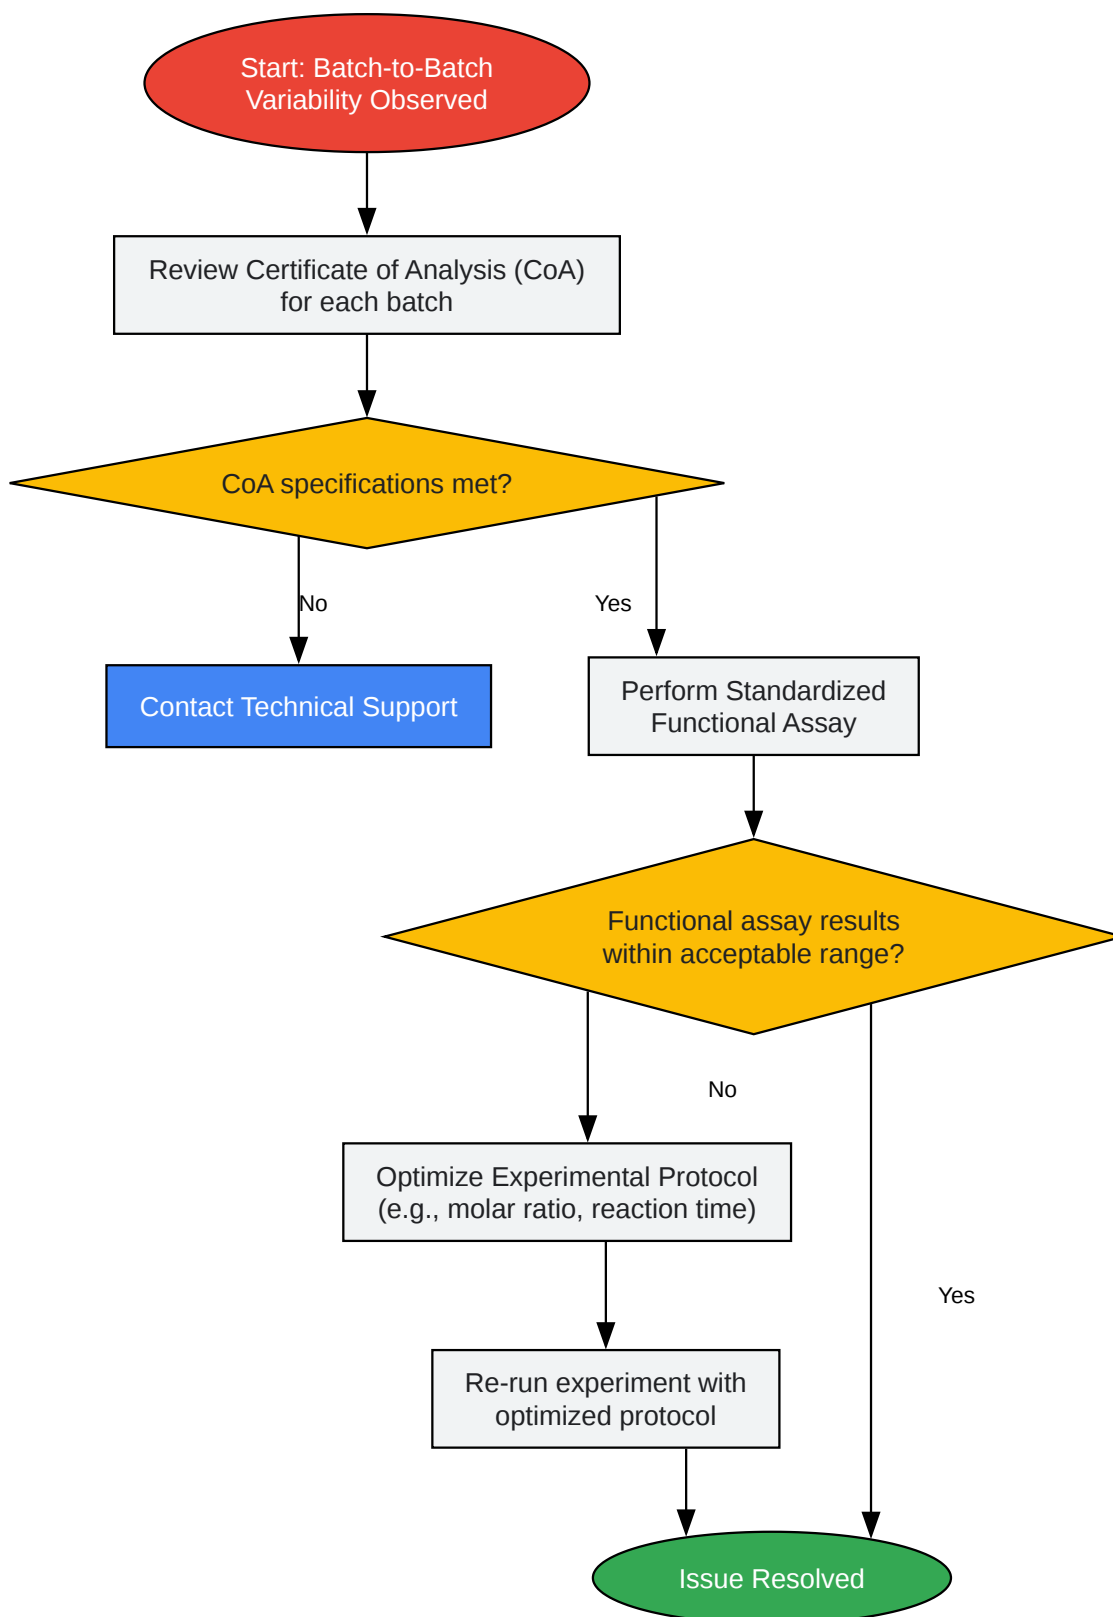 Start: Batch-to-Batch
Variability Observed
Review Certificate of Analysis (CoA)
for each batch
CoA specifications met?
No
Yes
Contact Technical Support
Perform Standardized
Functional Assay
Functional assay results
within acceptable range?
No
Optimize Experimental Protocol
(e.g., molar ratio, reaction time)
Yes
Re-run experiment with
optimized protocol
Issue Resolved